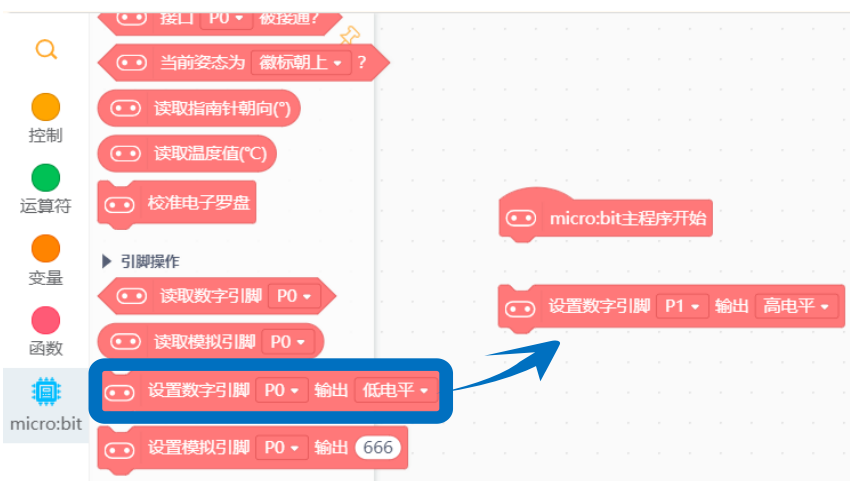 接口 P0 被接通?
当前姿态为 徽标朝上 ?
读取指南针朝向(°)
控制
读取温度值(℃)
运算符
校准电子罗盘
micro:bit主程序开始
引脚操作
变量
读取数字引脚 P0
设置数字引脚 P1 输出 高电平
函数
读取模拟引脚 P0
设置数字引脚 P0 输出 低电平
micro:bit
设置模拟引脚 P0 输出 666